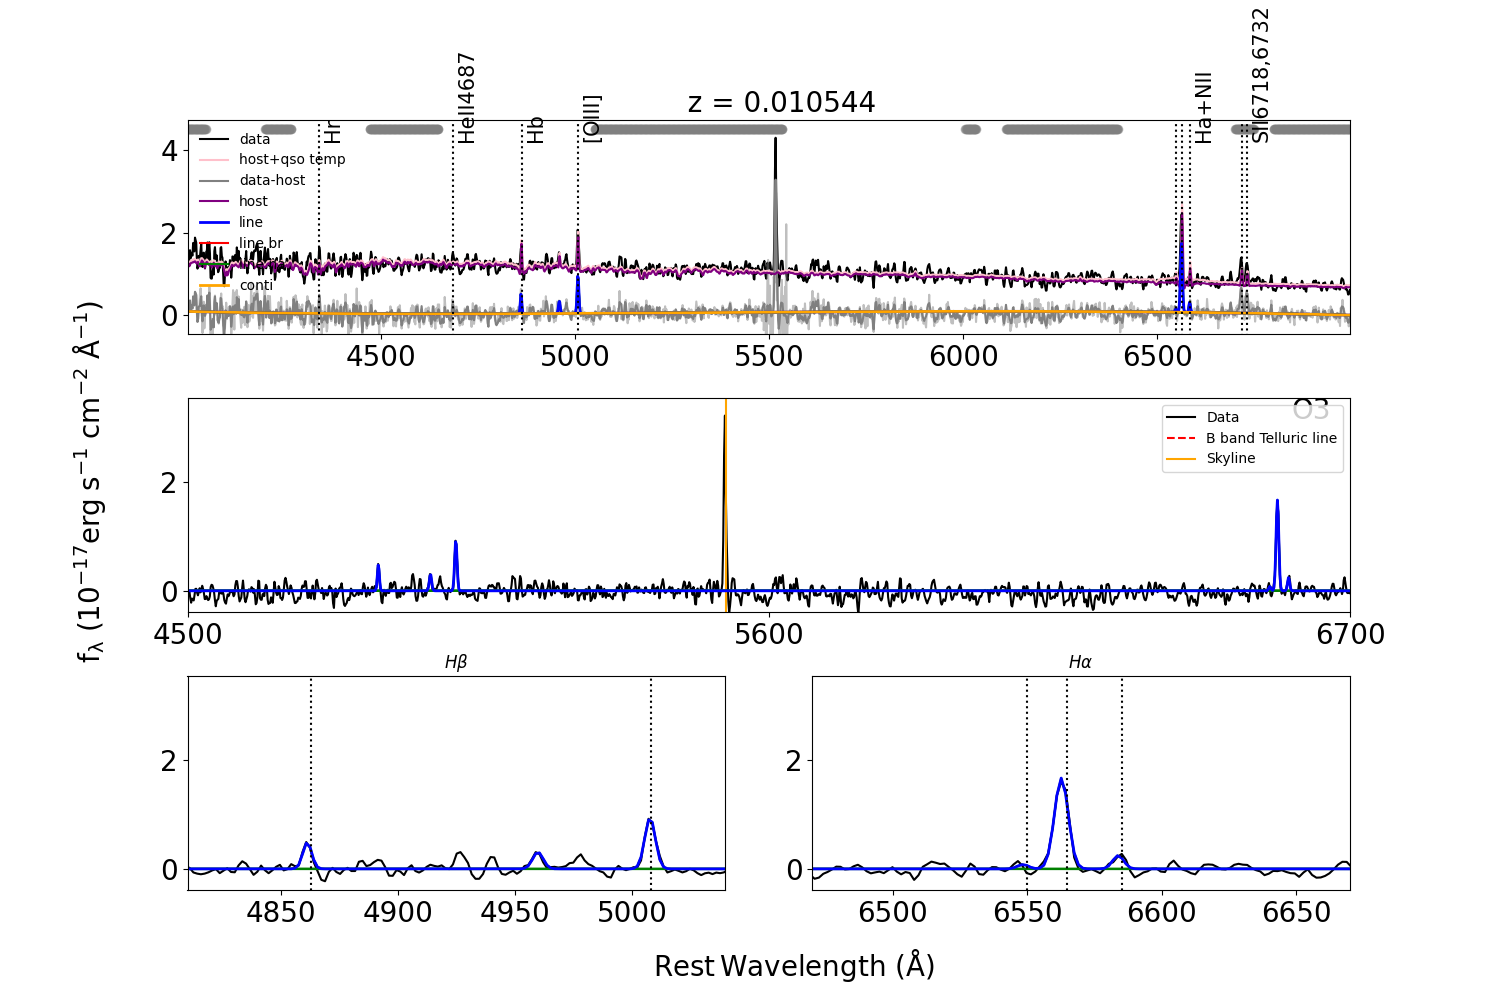 z = 0.010544
Hr
HeII4687
Hb
[OIII]
Ha+NII
SII6718,6732
data
host+qso temp
data-host
host
line
line br
conti
4
2
0
4500
5000
5500
6000
6500
O3
Data
B band Telluric line
Skyline
2
0
4500
5600
6700
Hβ
Hα
2
0
4850
4900
4950
5000
2
0
6500
6550
6600
6650
fλ (10−17erg s−1 cm−2 Å−1)
Rest Wavelength (Å)